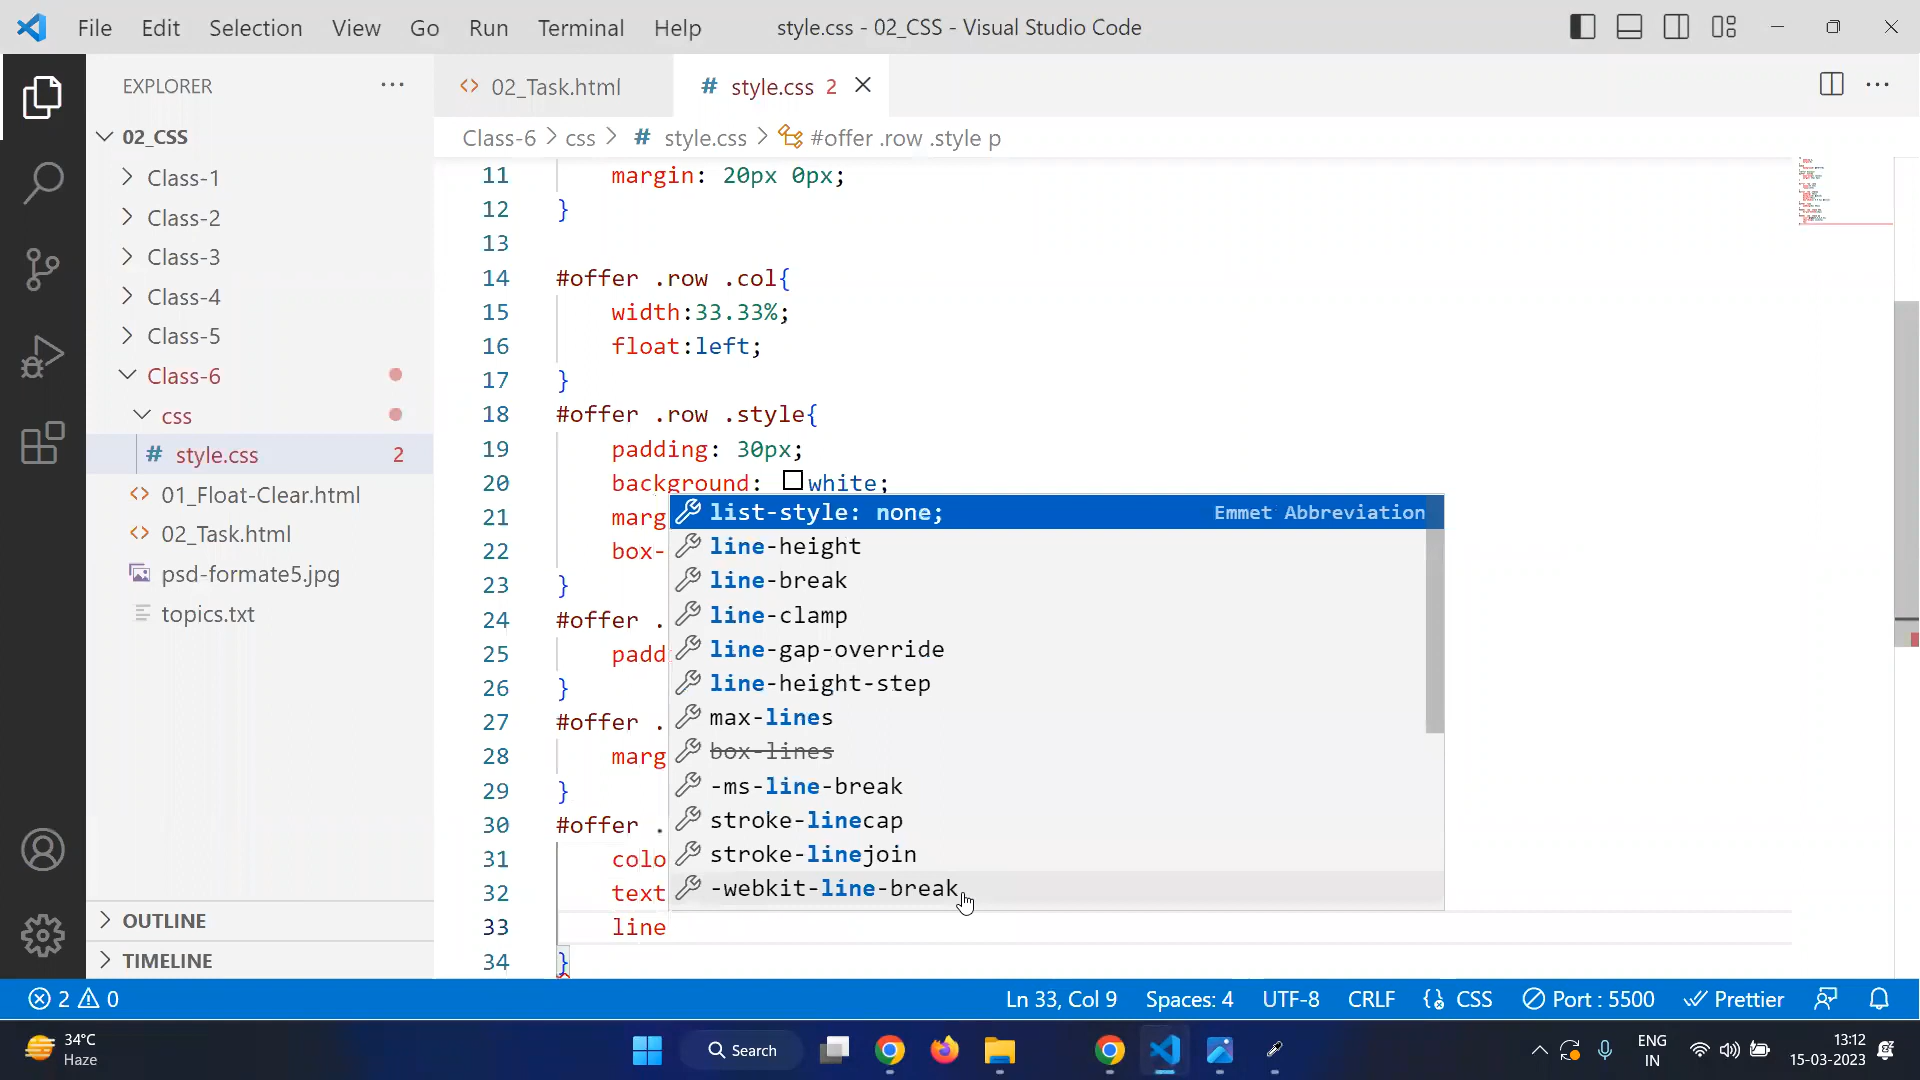 File Edit Selection View Go Run Terminal Help style.css - 02_CSS - Visual Studio Code
EXPLORER
02_CSS
Class-1
Class-2
Class-3
Class-4
Class-5
Class-6
css
# style.css 2
01_Float-Clear.html
02_Task.html
psd-formate5.jpg
topics.txt
OUTLINE
TIMELINE
02_Task.html # style.css 2
Class-6 > css > # style.css > #offer .row .style p
11 margin: 20px 0px;
12 }
13
14 #offer .row .col{
15 width:33.33%;
16 float:left;
17 }
18 #offer .row .style{
19 padding: 30px;
20 background: white;
21 marg
22 box-
23 }
24 #offer .
25 padd
26 }
27 #offer .
28 marg
29 }
30 #offer .
31 colo
32 text
33 line
34 }
list-style: none; Emmet Abbreviation
line-height
line-break
line-clamp
line-gap-override
line-height-step
max-lines
box-lines
-ms-line-break
stroke-linecap
stroke-linejoin
-webkit-line-break
2 0 Ln 33, Col 9 Spaces: 4 UTF-8 CRLF CSS Port : 5500 Prettier
34°C
Haze
Search
ENG
IN
13:12
15-03-2023